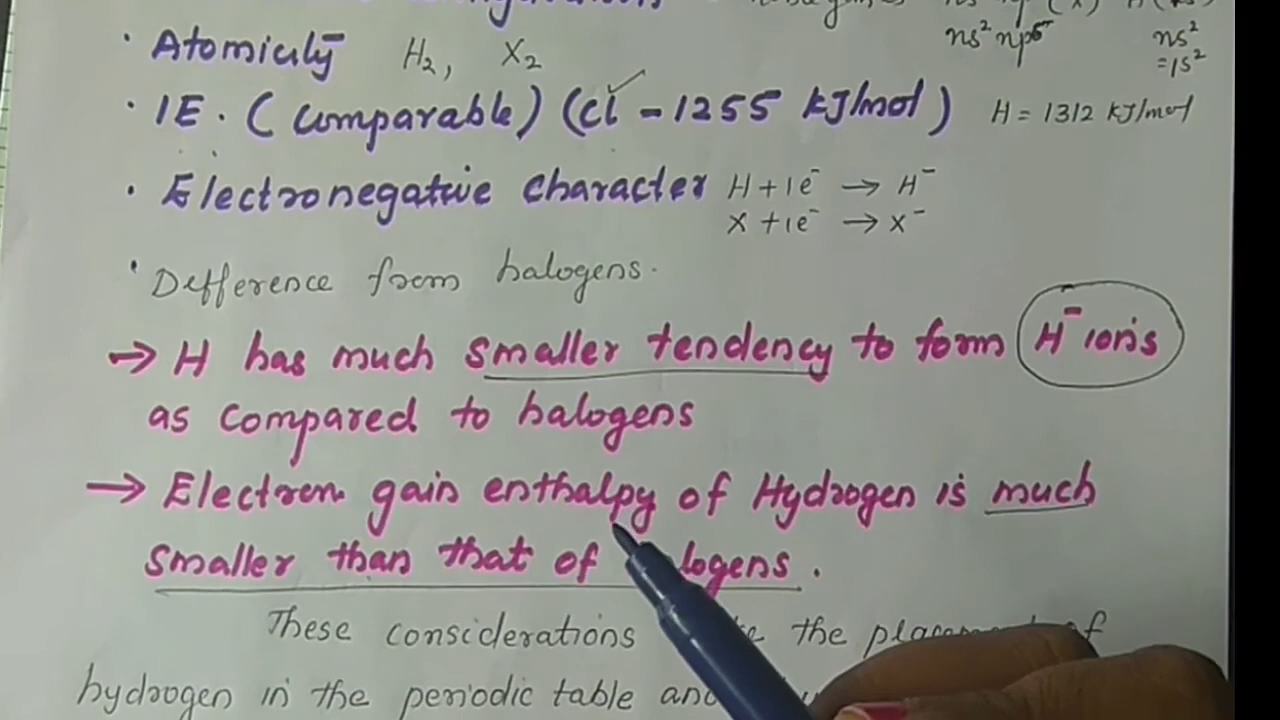 ns² np⁵ ns²
· Atomicity H₂, X₂ =1s²
· IE. (Comparable) (Cl - 1255 kJ/mol) H = 1312 kJ/mol
· Electronegative character H + 1e⁻ → H⁻
X + 1e⁻ → X⁻
· Difference from halogens.
→ H has much smaller tendency to form H⁻ ions
as compared to halogens
→ Electron gain enthalpy of Hydrogen is much
smaller than that of logens.
These considerations the
hydrogen in the periodic table